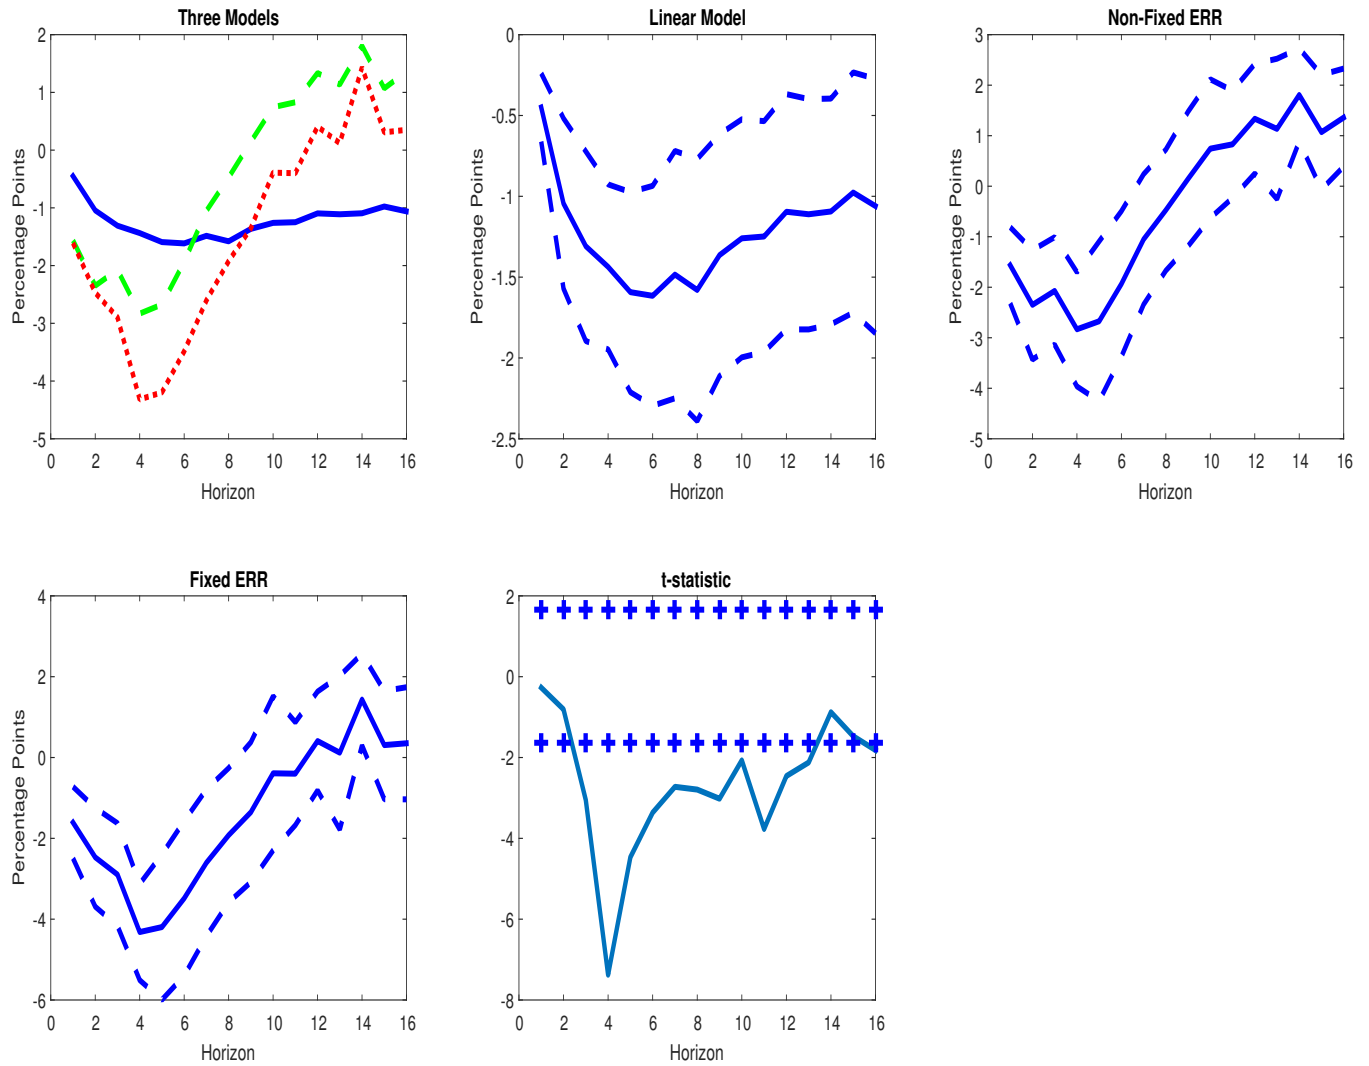 Three Models
2
1
0
-1
-2
-3
-4
-5
0 2 4 6 8 10 12 14 16
Percentage Points
Horizon
Linear Model
0
-0.5
-1
-1.5
-2
-2.5
0 2 4 6 8 10 12 14 16
Percentage Points
Horizon
Non-Fixed ERR
3
2
1
0
-1
-2
-3
-4
-5
0 2 4 6 8 10 12 14 16
Percentage Points
Horizon
Fixed ERR
4
2
0
-2
-4
-6
0 2 4 6 8 10 12 14 16
Percentage Points
Horizon
t-statistic
2
0
-2
-4
-6
-8
0 2 4 6 8 10 12 14 16
Horizon